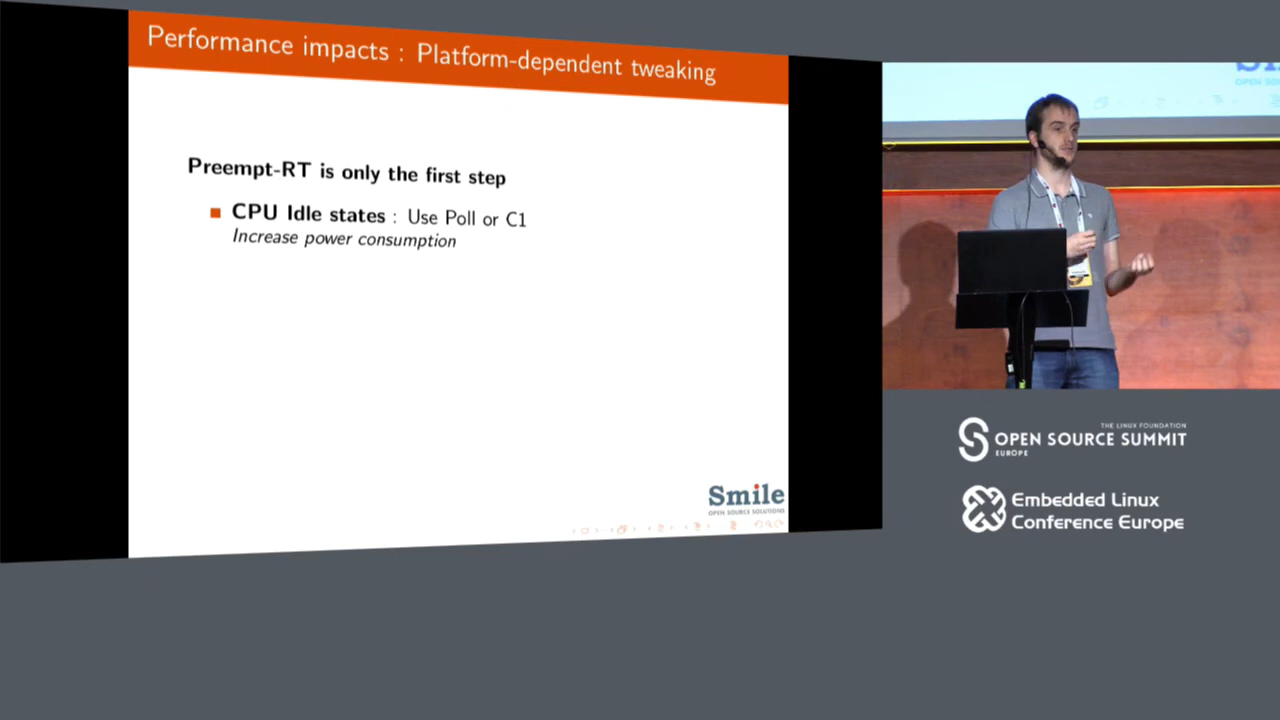 Performance impacts : Platform-dependent tweaking
Preempt-RT is only the first step
CPU Idle states : Use Poll or C1
Increase power consumption
Smile
OPEN SOURCE SOLUTIONS
THE LINUX FOUNDATION
OPEN SOURCE SUMMIT
EUROPE
Embedded Linux
Conference Europe